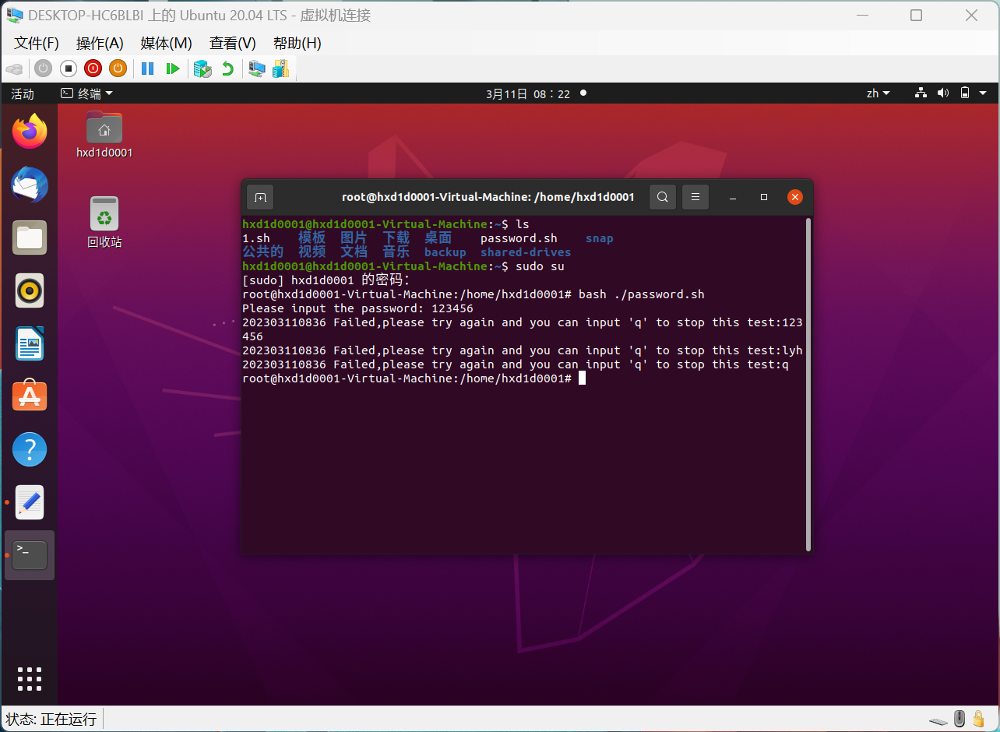 DESKTOP-HC6BLBI 上的 Ubuntu 20.04 LTS - 虚拟机连接
文件(F) 操作(A) 媒体(M) 查看(V) 帮助(H)
活动 终端 3月11日 08：22 zh
hxd1d0001
回收站
root@hxd1d0001-Virtual-Machine: /home/hxd1d0001
hxd1d0001@hxd1d0001-Virtual-Machine:~$ ls
1.sh 模板 图片 下载 桌面 password.sh snap
公共的 视频 文档 音乐 backup shared-drives
hxd1d0001@hxd1d0001-Virtual-Machine:~$ sudo su
[sudo] hxd1d0001 的密码：
root@hxd1d0001-Virtual-Machine:/home/hxd1d0001# bash ./password.sh
Please input the password: 123456
202303110836 Failed,please try again and you can input 'q' to stop this test:123
456
202303110836 Failed,please try again and you can input 'q' to stop this test:lyh
202303110836 Failed,please try again and you can input 'q' to stop this test:q
root@hxd1d0001-Virtual-Machine:/home/hxd1d0001#
状态: 正在运行